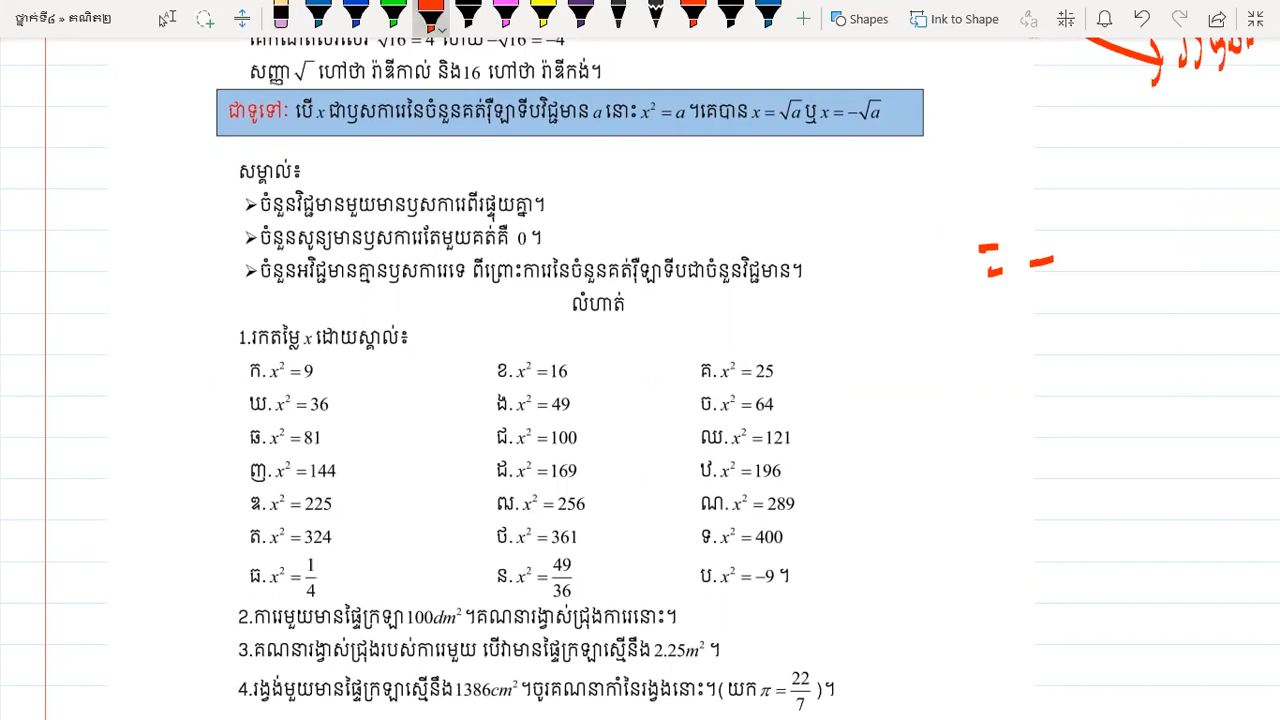 ថ្នាក់ទី៨ » គណិត២
Shapes
Ink to Shape
សញ្ញា √ ហៅថា រ៉ាឌីកាល់ និង16 ហៅថា រ៉ាឌីកង់។
ជាទូទៅ: បើ x ជាឫសការេនៃចំនួនគត់រ៉ឺឡាទីបវិជ្ជមាន a នោះ x² = a ។គេបាន x = √a ឬ x = −√a
សម្គាល់៖
➢ចំនួនវិជ្ជមានមួយមានឫសការេពីរផ្ទុយគ្នា។
➢ចំនួនសូន្យមានឫសការេតែមួយគត់គឺ 0 ។
➢ចំនួនអវិជ្ជមានគ្មានឫសការេទេ ពីព្រោះការេនៃចំនួនគត់រ៉ឺឡាទីបជាចំនួនវិជ្ជមាន។
= −
លំហាត់
1.រកតម្លៃ x ដោយស្គាល់៖
ក. x² = 9 ខ. x² = 16 គ. x² = 25
ឃ. x² = 36 ង. x² = 49 ច. x² = 64
ឆ. x² = 81 ជ. x² = 100 ឈ. x² = 121
ញ. x² = 144 ដ. x² = 169 ឋ. x² = 196
ឌ. x² = 225 ឍ. x² = 256 ណ. x² = 289
ត. x² = 324 ថ. x² = 361 ទ. x² = 400
ធ. x² = 1/4 ន. x² = 49/36 ប. x² = −9 ។
2.ការេមួយមានផ្ទៃក្រឡា 100dm² ។គណនារង្វាស់ជ្រុងការេនោះ។
3.គណនារង្វាស់ជ្រុងរបស់ការេមួយ បើវាមានផ្ទៃក្រឡាស្មើនឹង 2.25m² ។
4.រង្វង់មួយមានផ្ទៃក្រឡាស្មើនឹង 1386cm² ។ចូរគណនាកាំនៃរង្វង់នោះ។( យក π = 22/7 )។